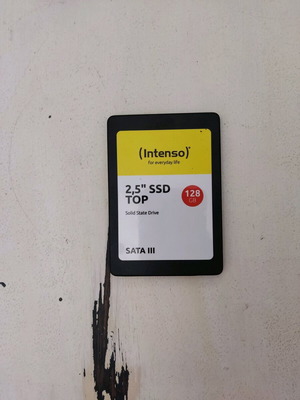 (Intenso)®
for everyday life
2,5" SSD
TOP
128
GB
Solid State Drive
SATA III